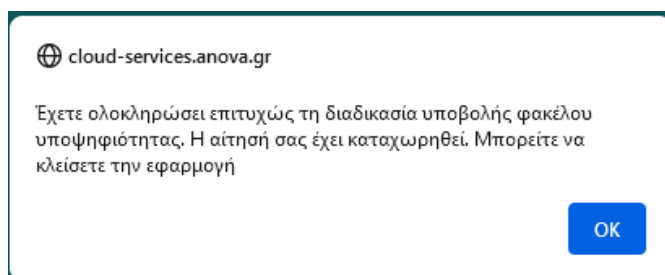 cloud-services.anova.gr
Έχετε ολοκληρώσει επιτυχώς τη διαδικασία υποβολής φακέλου
υποψηφιότητας. Η αίτησή σας έχει καταχωρηθεί. Μπορείτε να
κλείσετε την εφαρμογή
OK